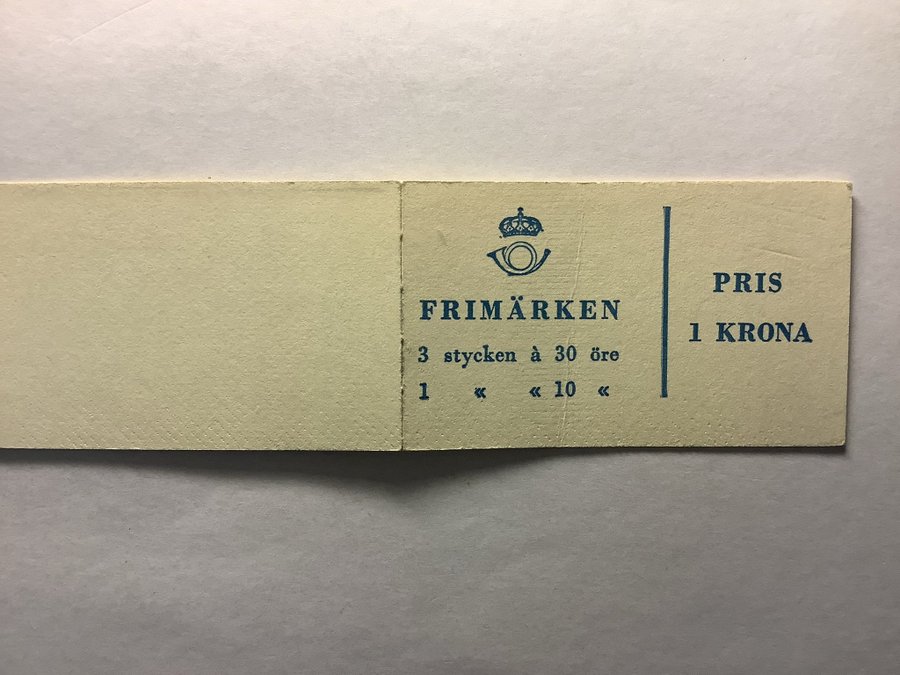 FRIMÄRKEN
3 stycken à 30 öre
1 « « 10 «
PRIS
1 KRONA